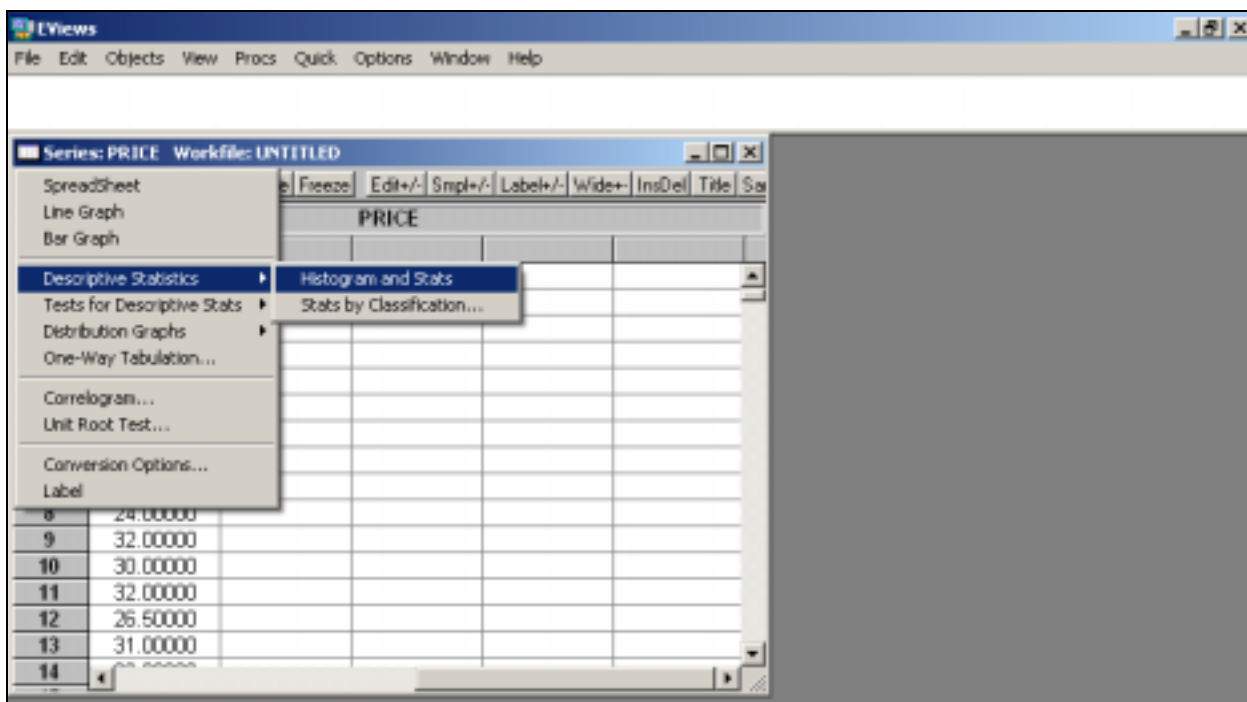 EViews
File Edit Objects View Procs Quick Options Window Help
Series: PRICE Workfile: UNTITLED
Freeze Edit+/- Smpl+/- Label+/- Wide+- InsDel Title
PRICE
SpreadSheet
Line Graph
Bar Graph
Descriptive Statistics
Histogram and Stats
Tests for Descriptive Stats
Stats by Classification...
Distribution Graphs
One-Way Tabulation...
Correlogram...
Unit Root Test...
Conversion Options...
Label
8 24.00000
9 32.00000
10 30.00000
11 32.00000
12 26.50000
13 31.00000
14